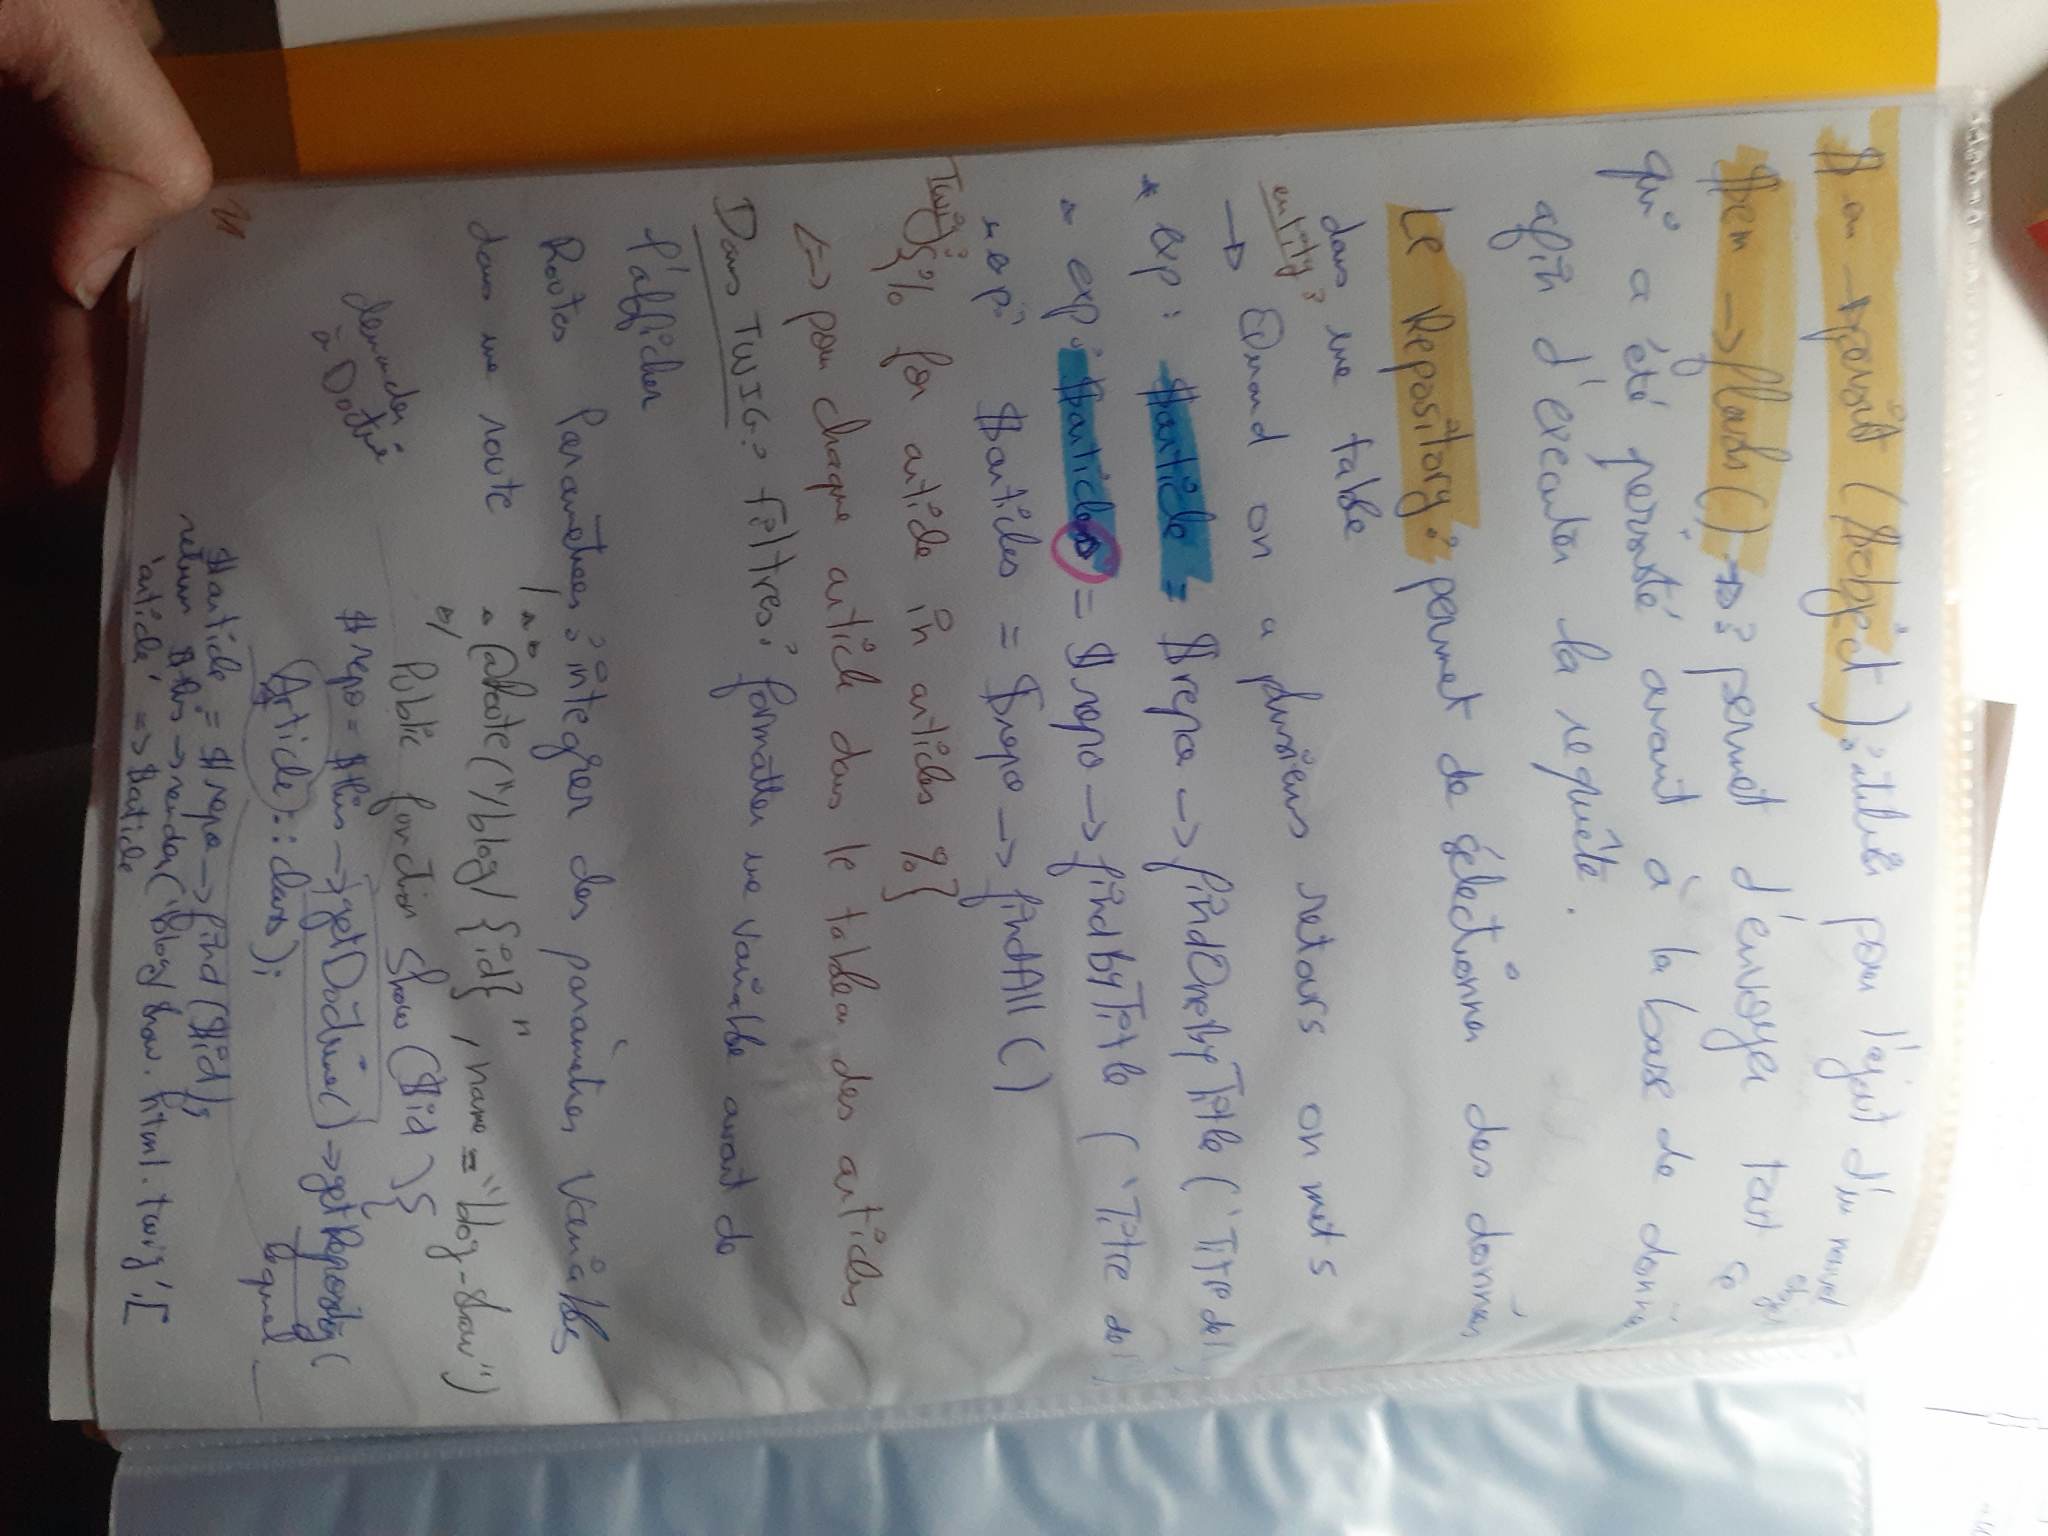 $em → persist ($object) : utilisé pour l'ajout d'un nouvel objet
$em → flush() → : permet d'envoyer tout ce
qui a été persisté avant à la base de données
afin d'exécuter la requête.
Le Repository : permet de sélectionner des données
dans une table
entity :
→ Quand on a plusieurs retours on met s
* exp : $article = $repo → findOneByTitle ('Titre de l'
* exp : $articles = $repo → findByTitle ('Titre de l'
* exp : $articles = $repo → findAll()
Twig : {% for article in articles %}
<=> pour chaque article dans le tableau des articles
Dans TWIG : filtres : formatter une variable avant de
l'afficher
Routes Paramétrées : intégrer des paramètres variables
dans une route
/**
* @Route("/blog/{id}", name="blog_show")
*/
Public function show ($id) {
demander à Doctrine
$repo = $this → getDoctrine() → getRepository(
Article::class); lequel
$article = $repo → find($id);
return $this → render('blog/show.html.twig',[
'article' => $article